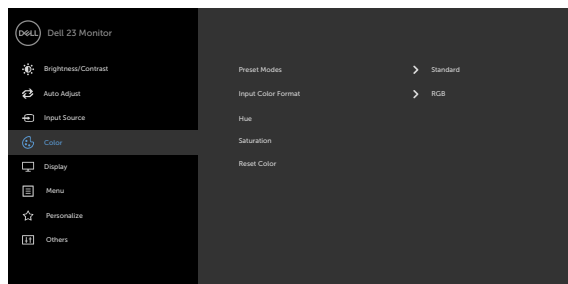 DELL Dell 23 Monitor
Brightness/Contrast
Auto Adjust
Input Source
Color
Display
Menu
Personalize
Others
Preset Modes Standard
Input Color Format RGB
Hue
Saturation
Reset Color